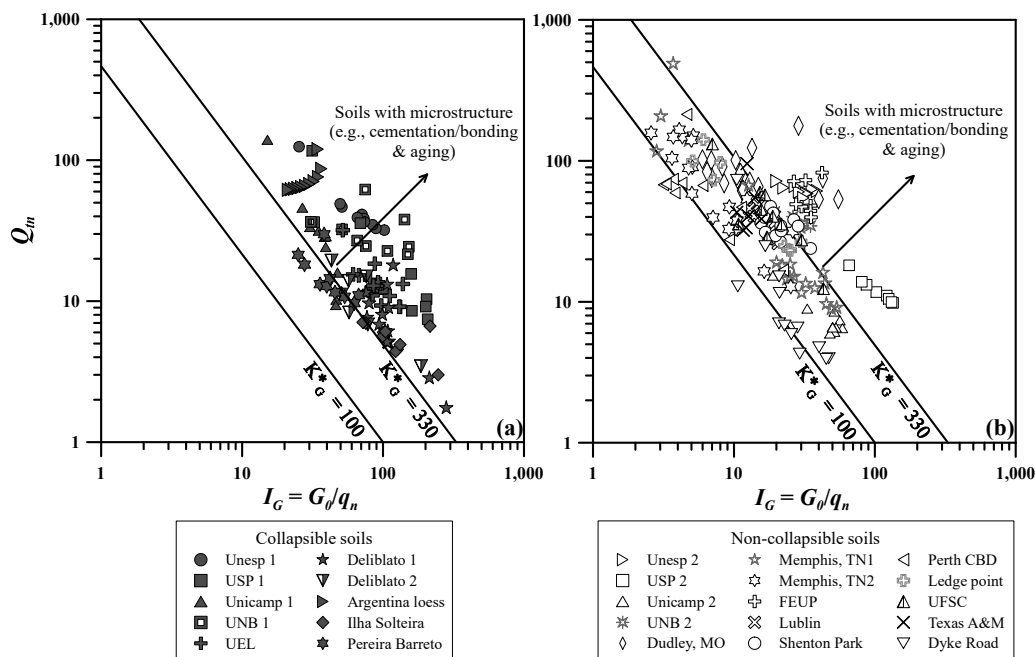 1,000
100
10
1
Q_tn
Soils with microstructure
(e.g., cementation/bonding
& aging)
K*_G = 100
K*_G = 330
(a)
1
10
100
1,000
I_G = G_0/q_n
Collapsible soils
Unesp 1
USP 1
Unicamp 1
UNB 1
UEL
Deliblato 1
Deliblato 2
Argentina loess
Ilha Solteira
Pereira Barreto
1,000
100
10
1
Soils with microstructure
(e.g., cementation/bonding
& aging)
K*_G = 100
K*_G = 330
(b)
1
10
100
1,000
I_G = G_0/q_n
Non-collapsible soils
Unesp 2
USP 2
Unicamp 2
UNB 2
Dudley, MO
Memphis, TN1
Memphis, TN2
FEUP
Lublin
Shenton Park
Perth CBD
Ledge point
UFSC
Texas A&M
Dyke Road